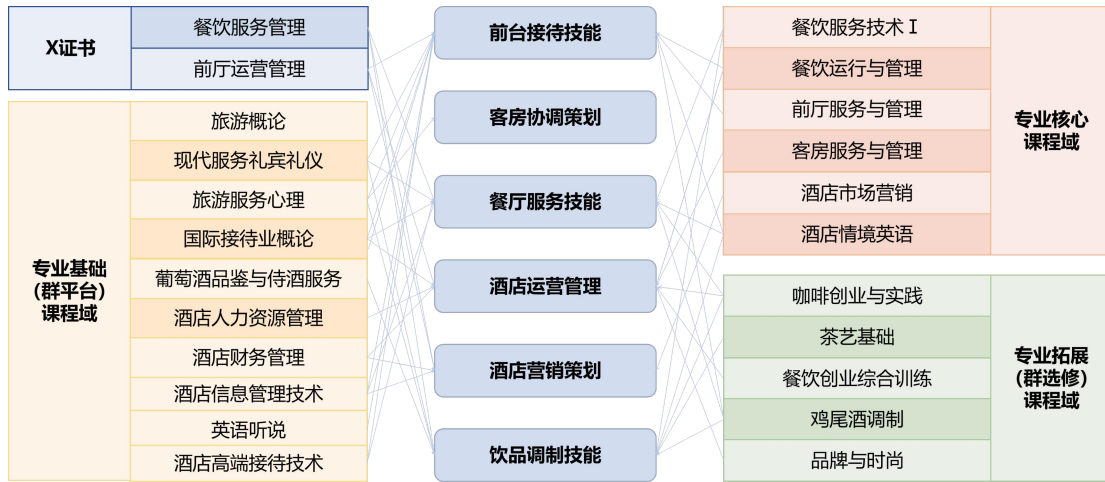 X证书
餐饮服务管理
前厅运营管理
专业基础
(群平台)
课程域
旅游概论
现代服务礼宾礼仪
旅游服务心理
国际接待业概论
葡萄酒品鉴与侍酒服务
酒店人力资源管理
酒店财务管理
酒店信息管理技术
英语听说
酒店高端接待技术
前台接待技能
客房协调策划
餐厅服务技能
酒店运营管理
酒店营销策划
饮品调制技能
餐饮服务技术Ⅰ
餐饮运行与管理
前厅服务与管理
客房服务与管理
酒店市场营销
酒店情境英语
专业核心
课程域
咖啡创业与实践
茶艺基础
餐饮创业综合训练
鸡尾酒调制
品牌与时尚
专业拓展
(群选修)
课程域